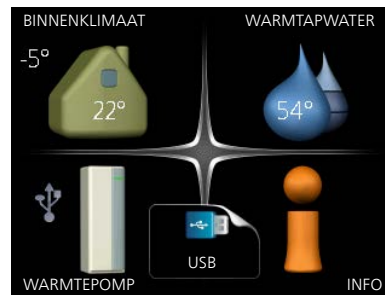 BINNENKLIMAAT
WARMTAPWATER
-5°
22°
54°
USB
WARMTEPOMP
INFO